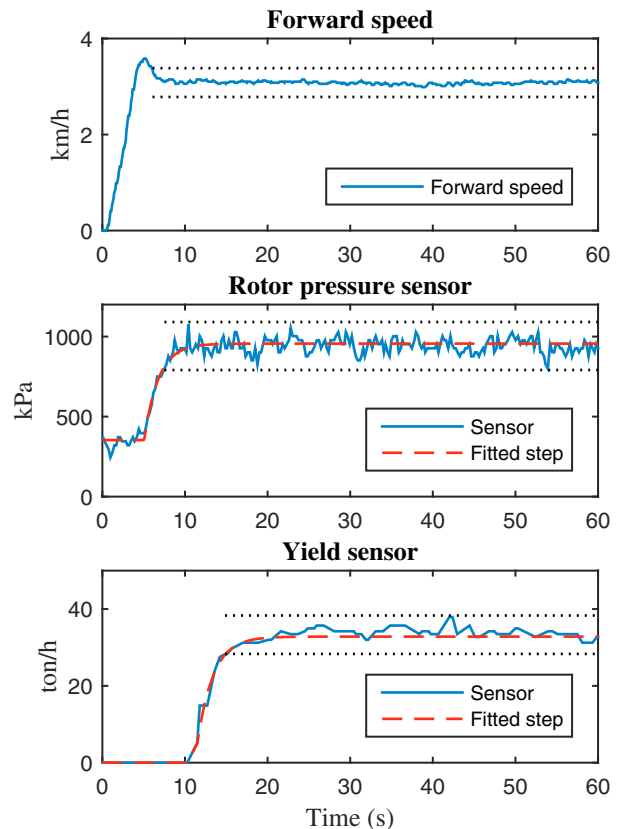 Forward speed
4
2
0
km/h
0 10 20 30 40 50 60
Forward speed
Rotor pressure sensor
1000
500
0
kPa
0 10 20 30 40 50 60
Sensor
Fitted step
Yield sensor
40
20
0
ton/h
0 10 20 30 40 50 60
Sensor
Fitted step
Time (s)